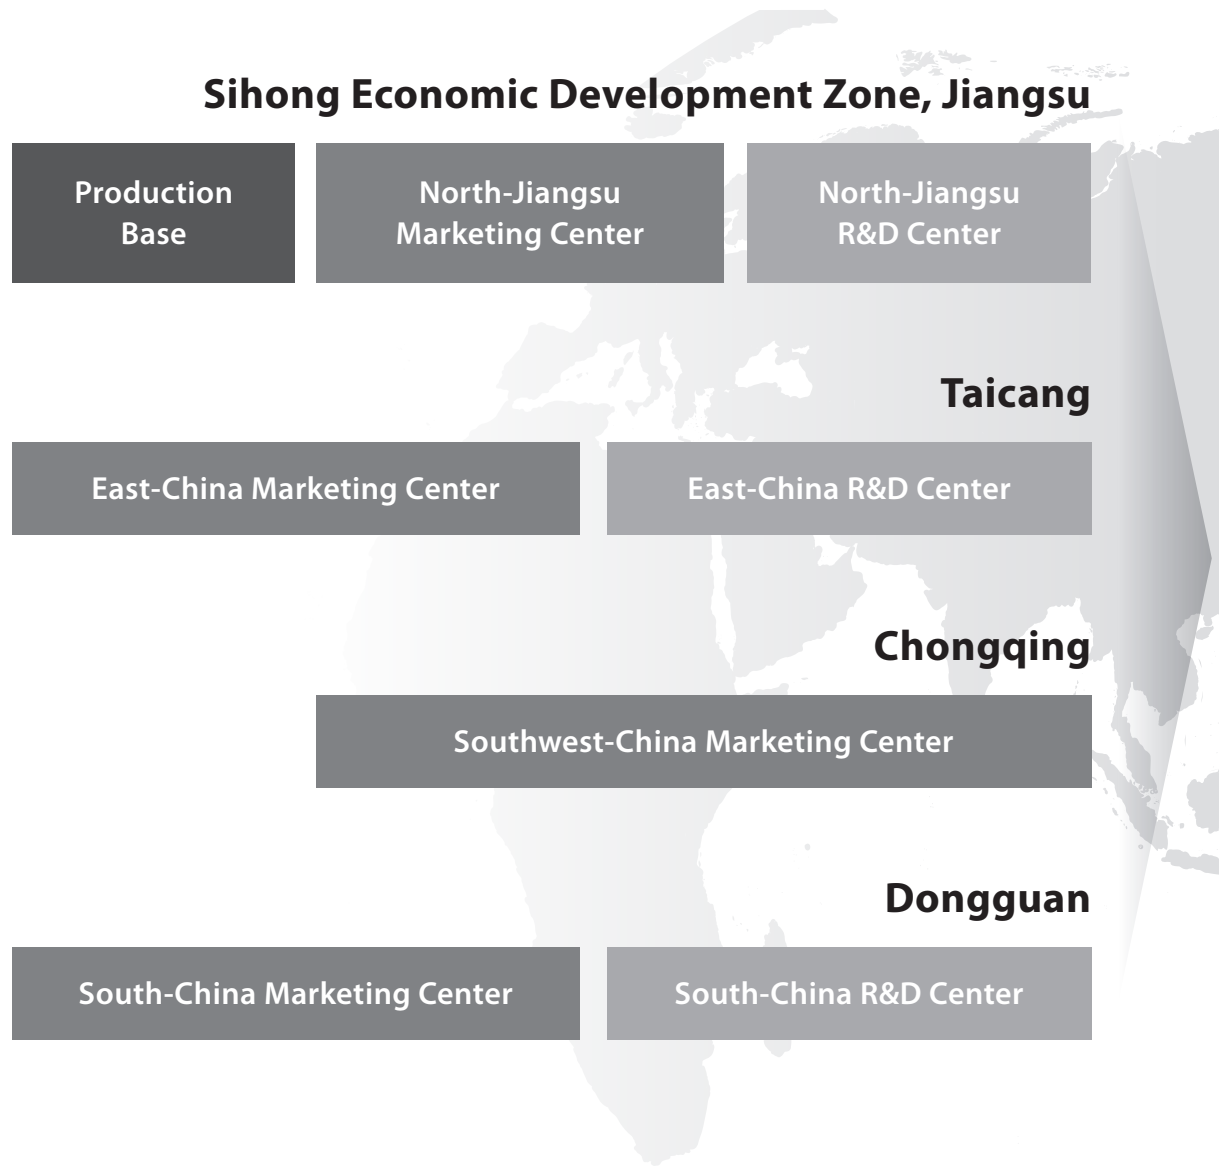 Sihong Economic Development Zone, Jiangsu
Production
Base
North-Jiangsu
Marketing Center
North-Jiangsu
R&D Center
Taicang
East-China Marketing Center
East-China R&D Center
Chongqing
Southwest-China Marketing Center
Dongguan
South-China Marketing Center
South-China R&D Center